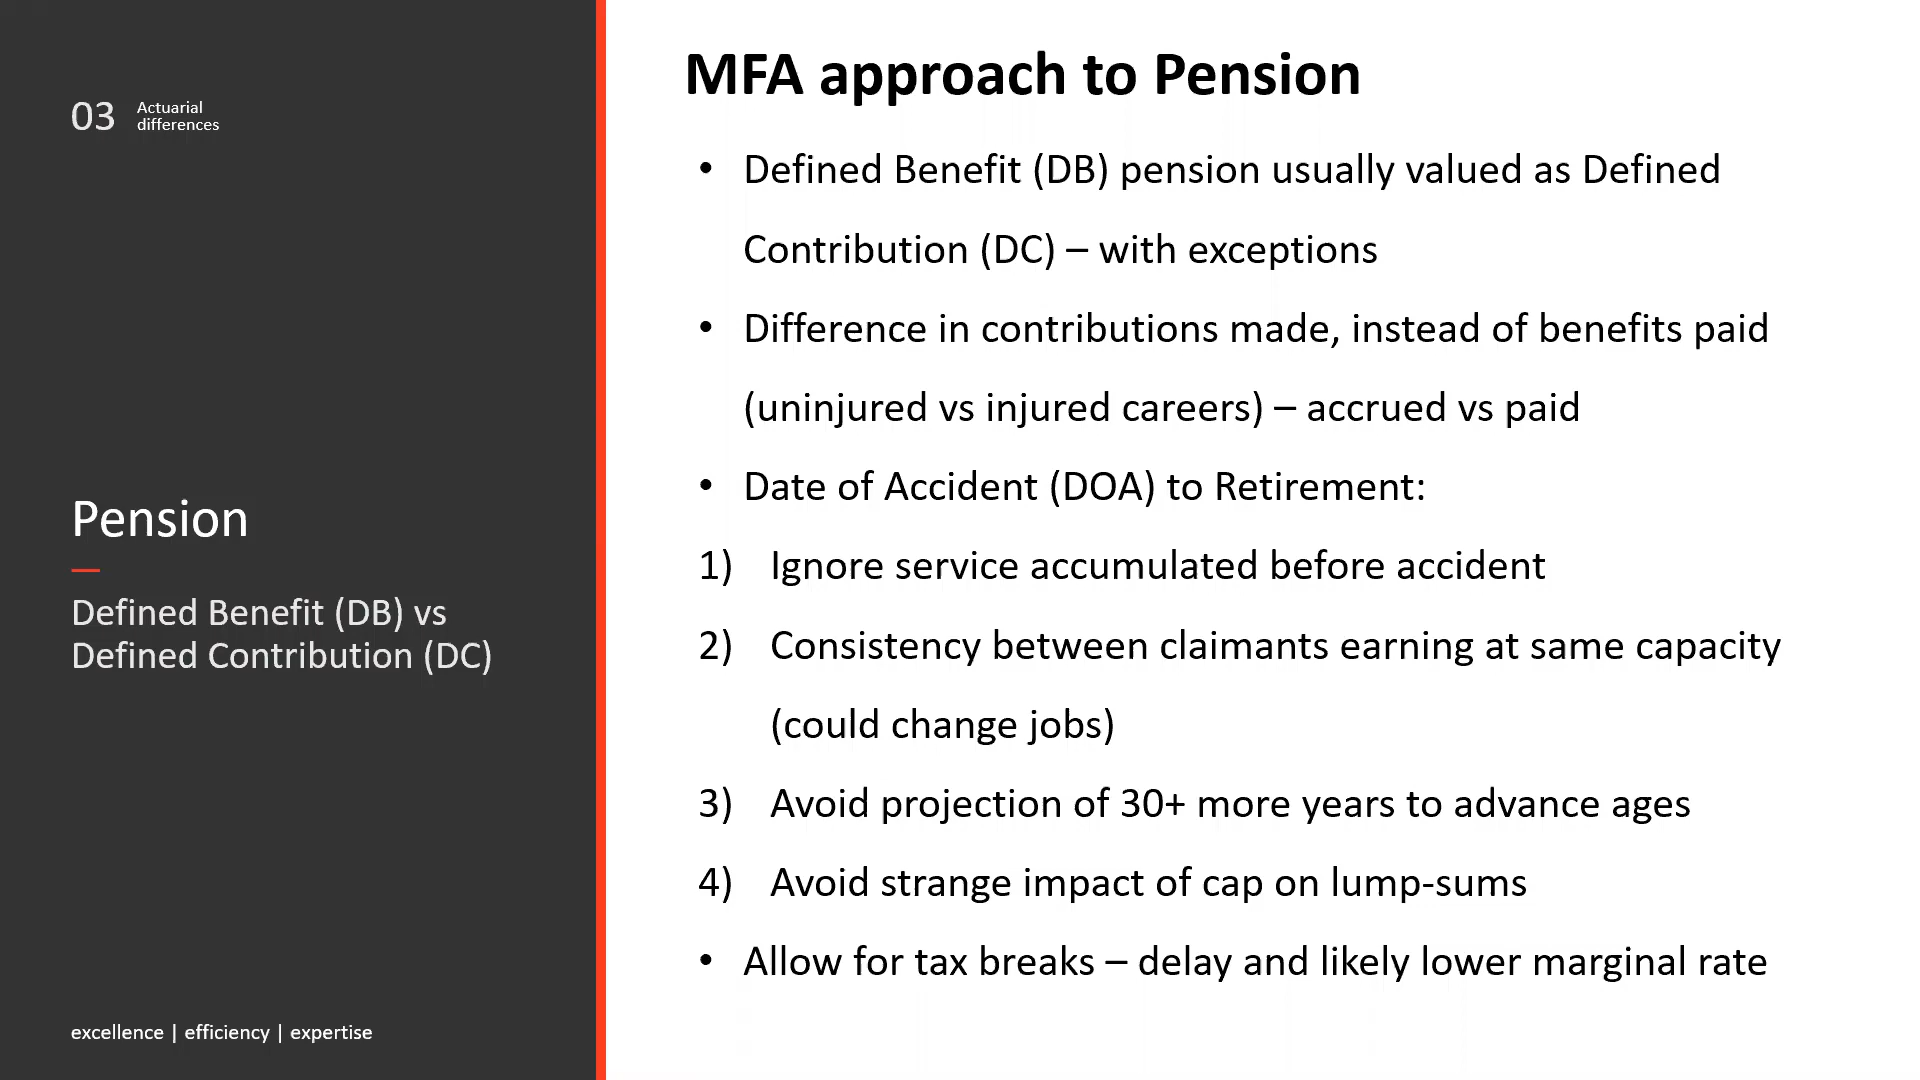 03
Actuarial
differences
Pension
Defined Benefit (DB) vs
Defined Contribution (DC)
excellence | efficiency | expertise
MFA approach to Pension
• Defined Benefit (DB) pension usually valued as Defined
Contribution (DC) – with exceptions
• Difference in contributions made, instead of benefits paid
(uninjured vs injured careers) – accrued vs paid
• Date of Accident (DOA) to Retirement:
1) Ignore service accumulated before accident
2) Consistency between claimants earning at same capacity
(could change jobs)
3) Avoid projection of 30+ more years to advance ages
4) Avoid strange impact of cap on lump-sums
• Allow for tax breaks – delay and likely lower marginal rate